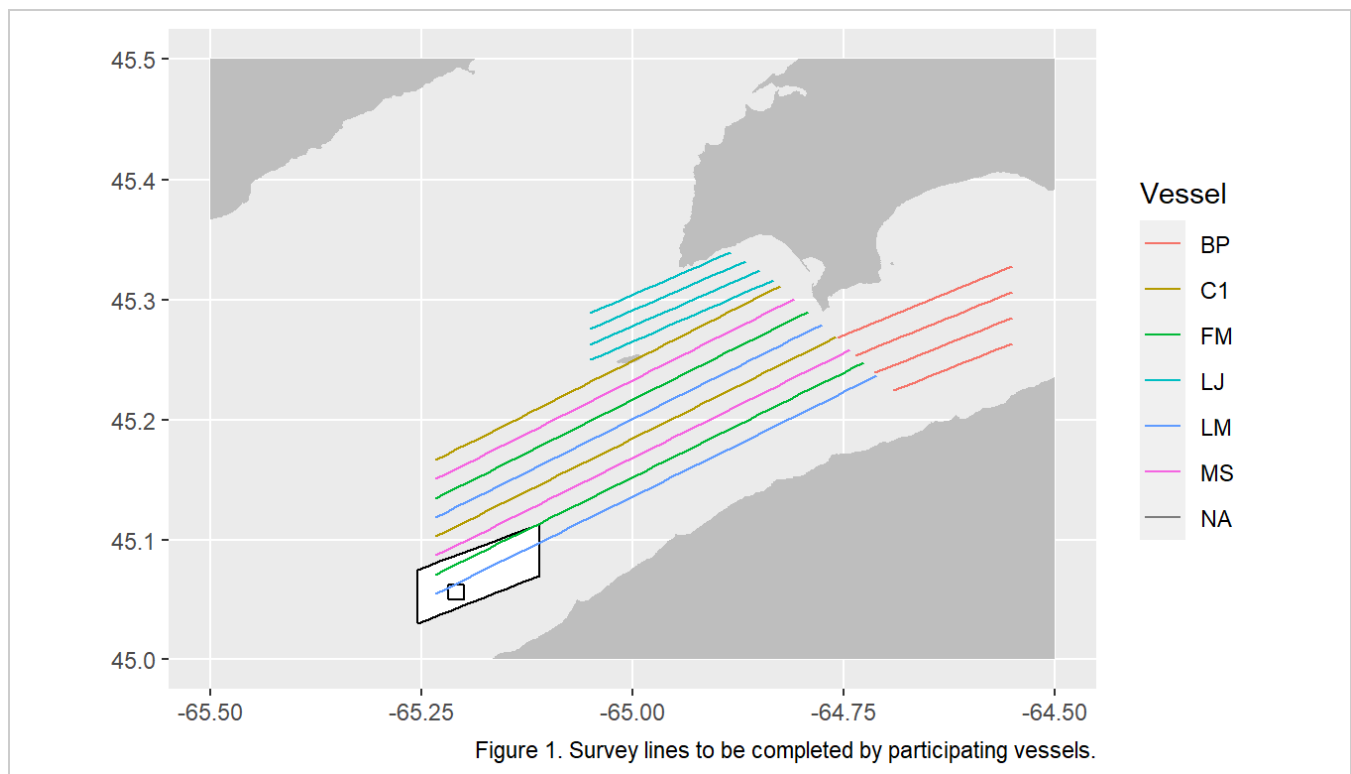 45.5
45.4
45.3
45.2
45.1
45.0
-65.50
-65.25
-65.00
-64.75
-64.50
Vessel
BP
C1
FM
LJ
LM
MS
NA
Figure 1. Survey lines to be completed by participating vessels.